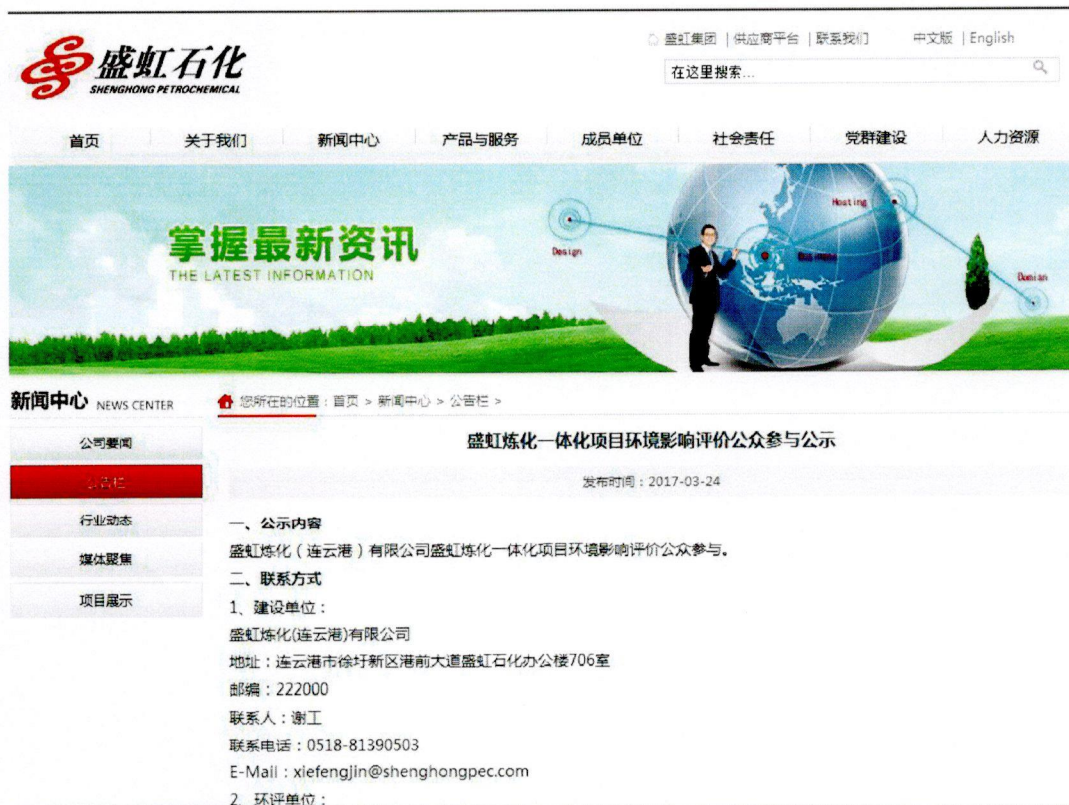 盛虹石化
SHENGHONG PETROCHEMICAL
盛虹集团 | 供应商平台 | 联系我们 中文版 | English
在这里搜索...
首页 关于我们 新闻中心 产品与服务 成员单位 社会责任 党群建设 人力资源
掌握最新资讯
THE LATEST INFORMATION
Design
Hosting
Business
Domian
新闻中心 NEWS CENTER
公司要闻
公告栏
行业动态
媒体聚焦
项目展示
您所在的位置：首页 > 新闻中心 > 公告栏 >
盛虹炼化一体化项目环境影响评价公众参与公示
发布时间：2017-03-24
一、公示内容
盛虹炼化（连云港）有限公司盛虹炼化一体化项目环境影响评价公众参与。
二、联系方式
1、建设单位：
盛虹炼化(连云港)有限公司
地址：连云港市徐圩新区港前大道盛虹石化办公楼706室
邮编：222000
联系人：谢工
联系电话：0518-81390503
E-Mail：xiefengjin@shenghongpec.com
2、环评单位：